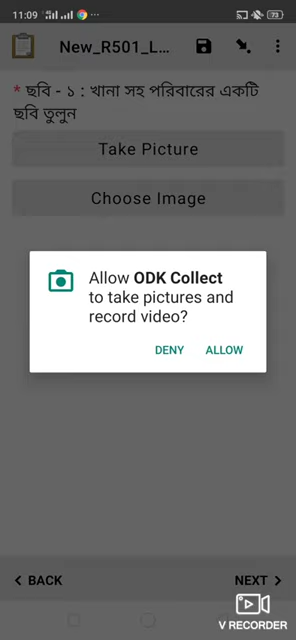 11:09
73
New_R501_L...
* ছবি - ১ : খানা সহ পরিবারের একটি
ছবি তুলুন
Take Picture
Choose Image
Allow ODK Collect
to take pictures and
record video?
DENY ALLOW
< BACK NEXT >
V RECORDER